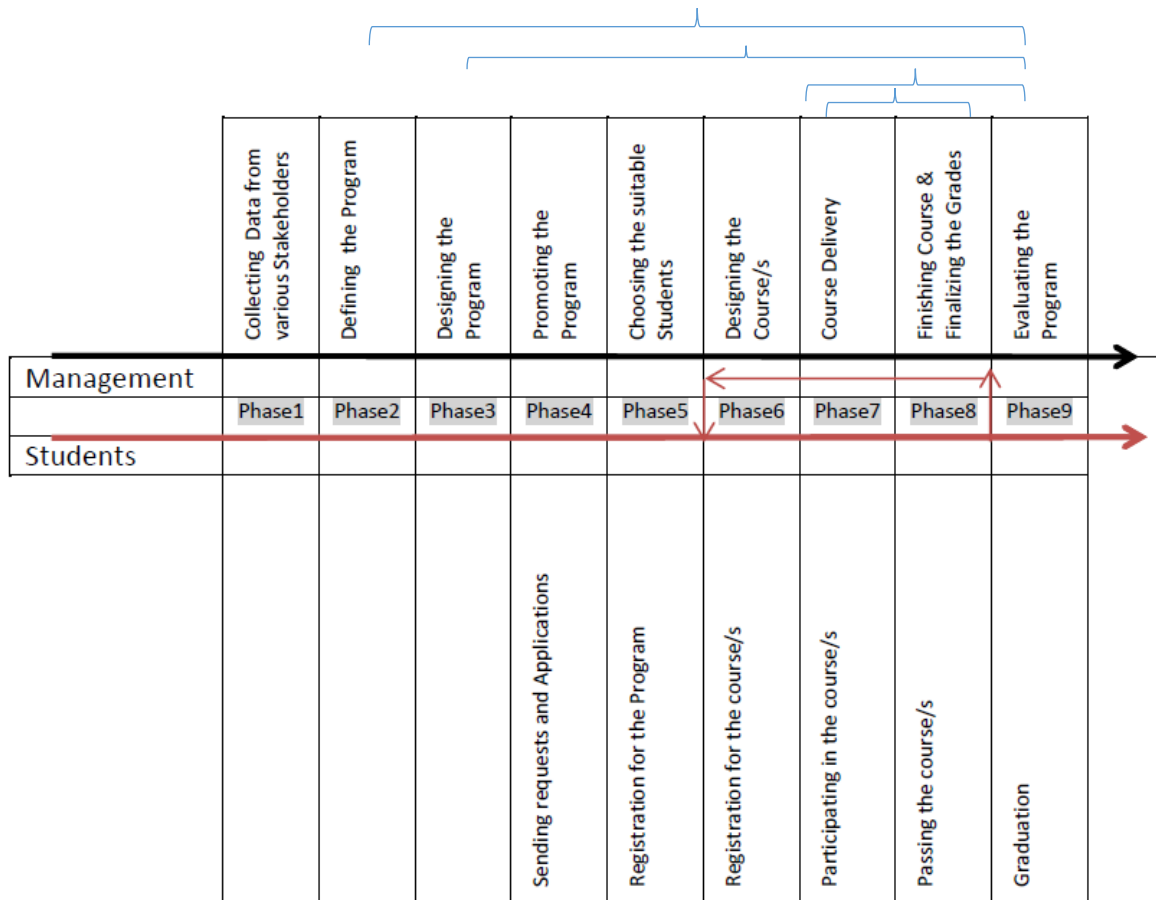 Collecting Data from
various Stakeholders
Defining the Program
Designing the
Program
Promoting the
Program
Choosing the suitable
Students
Designing the
Course/s
Course Delivery
Finishing Course &
Finalizing the Grades
Evaluating the
Program
Management
Phase1 Phase2 Phase3 Phase4 Phase5 Phase6 Phase7 Phase8 Phase9
Students
Sending requests and Applications
Registration for the Program
Registration for the course/s
Participating in the course/s
Passing the course/s
Graduation